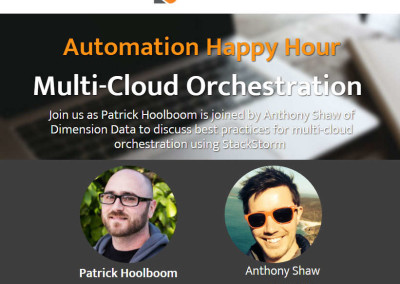 Automation Happy Hour
Multi-Cloud Orchestration
Join us as Patrick Hoolboom is joined by Anthony Shaw of
Dimension Data to discuss best practices for multi-cloud
orchestration using StackStorm
Patrick Hoolboom
Anthony Shaw